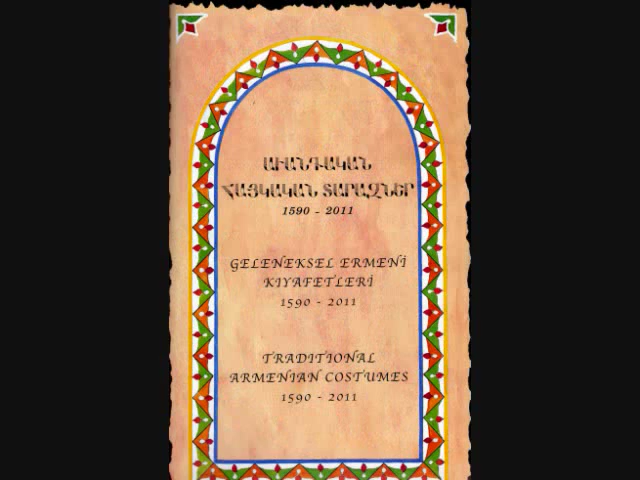 ԱՒԱՆԴԱԿԱՆ
ՀԱՅԿԱԿԱՆ ՏԱՐԱԶՆԵՐ
1590 - 2011
GELENEKSEL ERMENİ
KIYAFETLERİ
1590 - 2011
TRADITIONAL
ARMENIAN COSTUMES
1590 - 2011